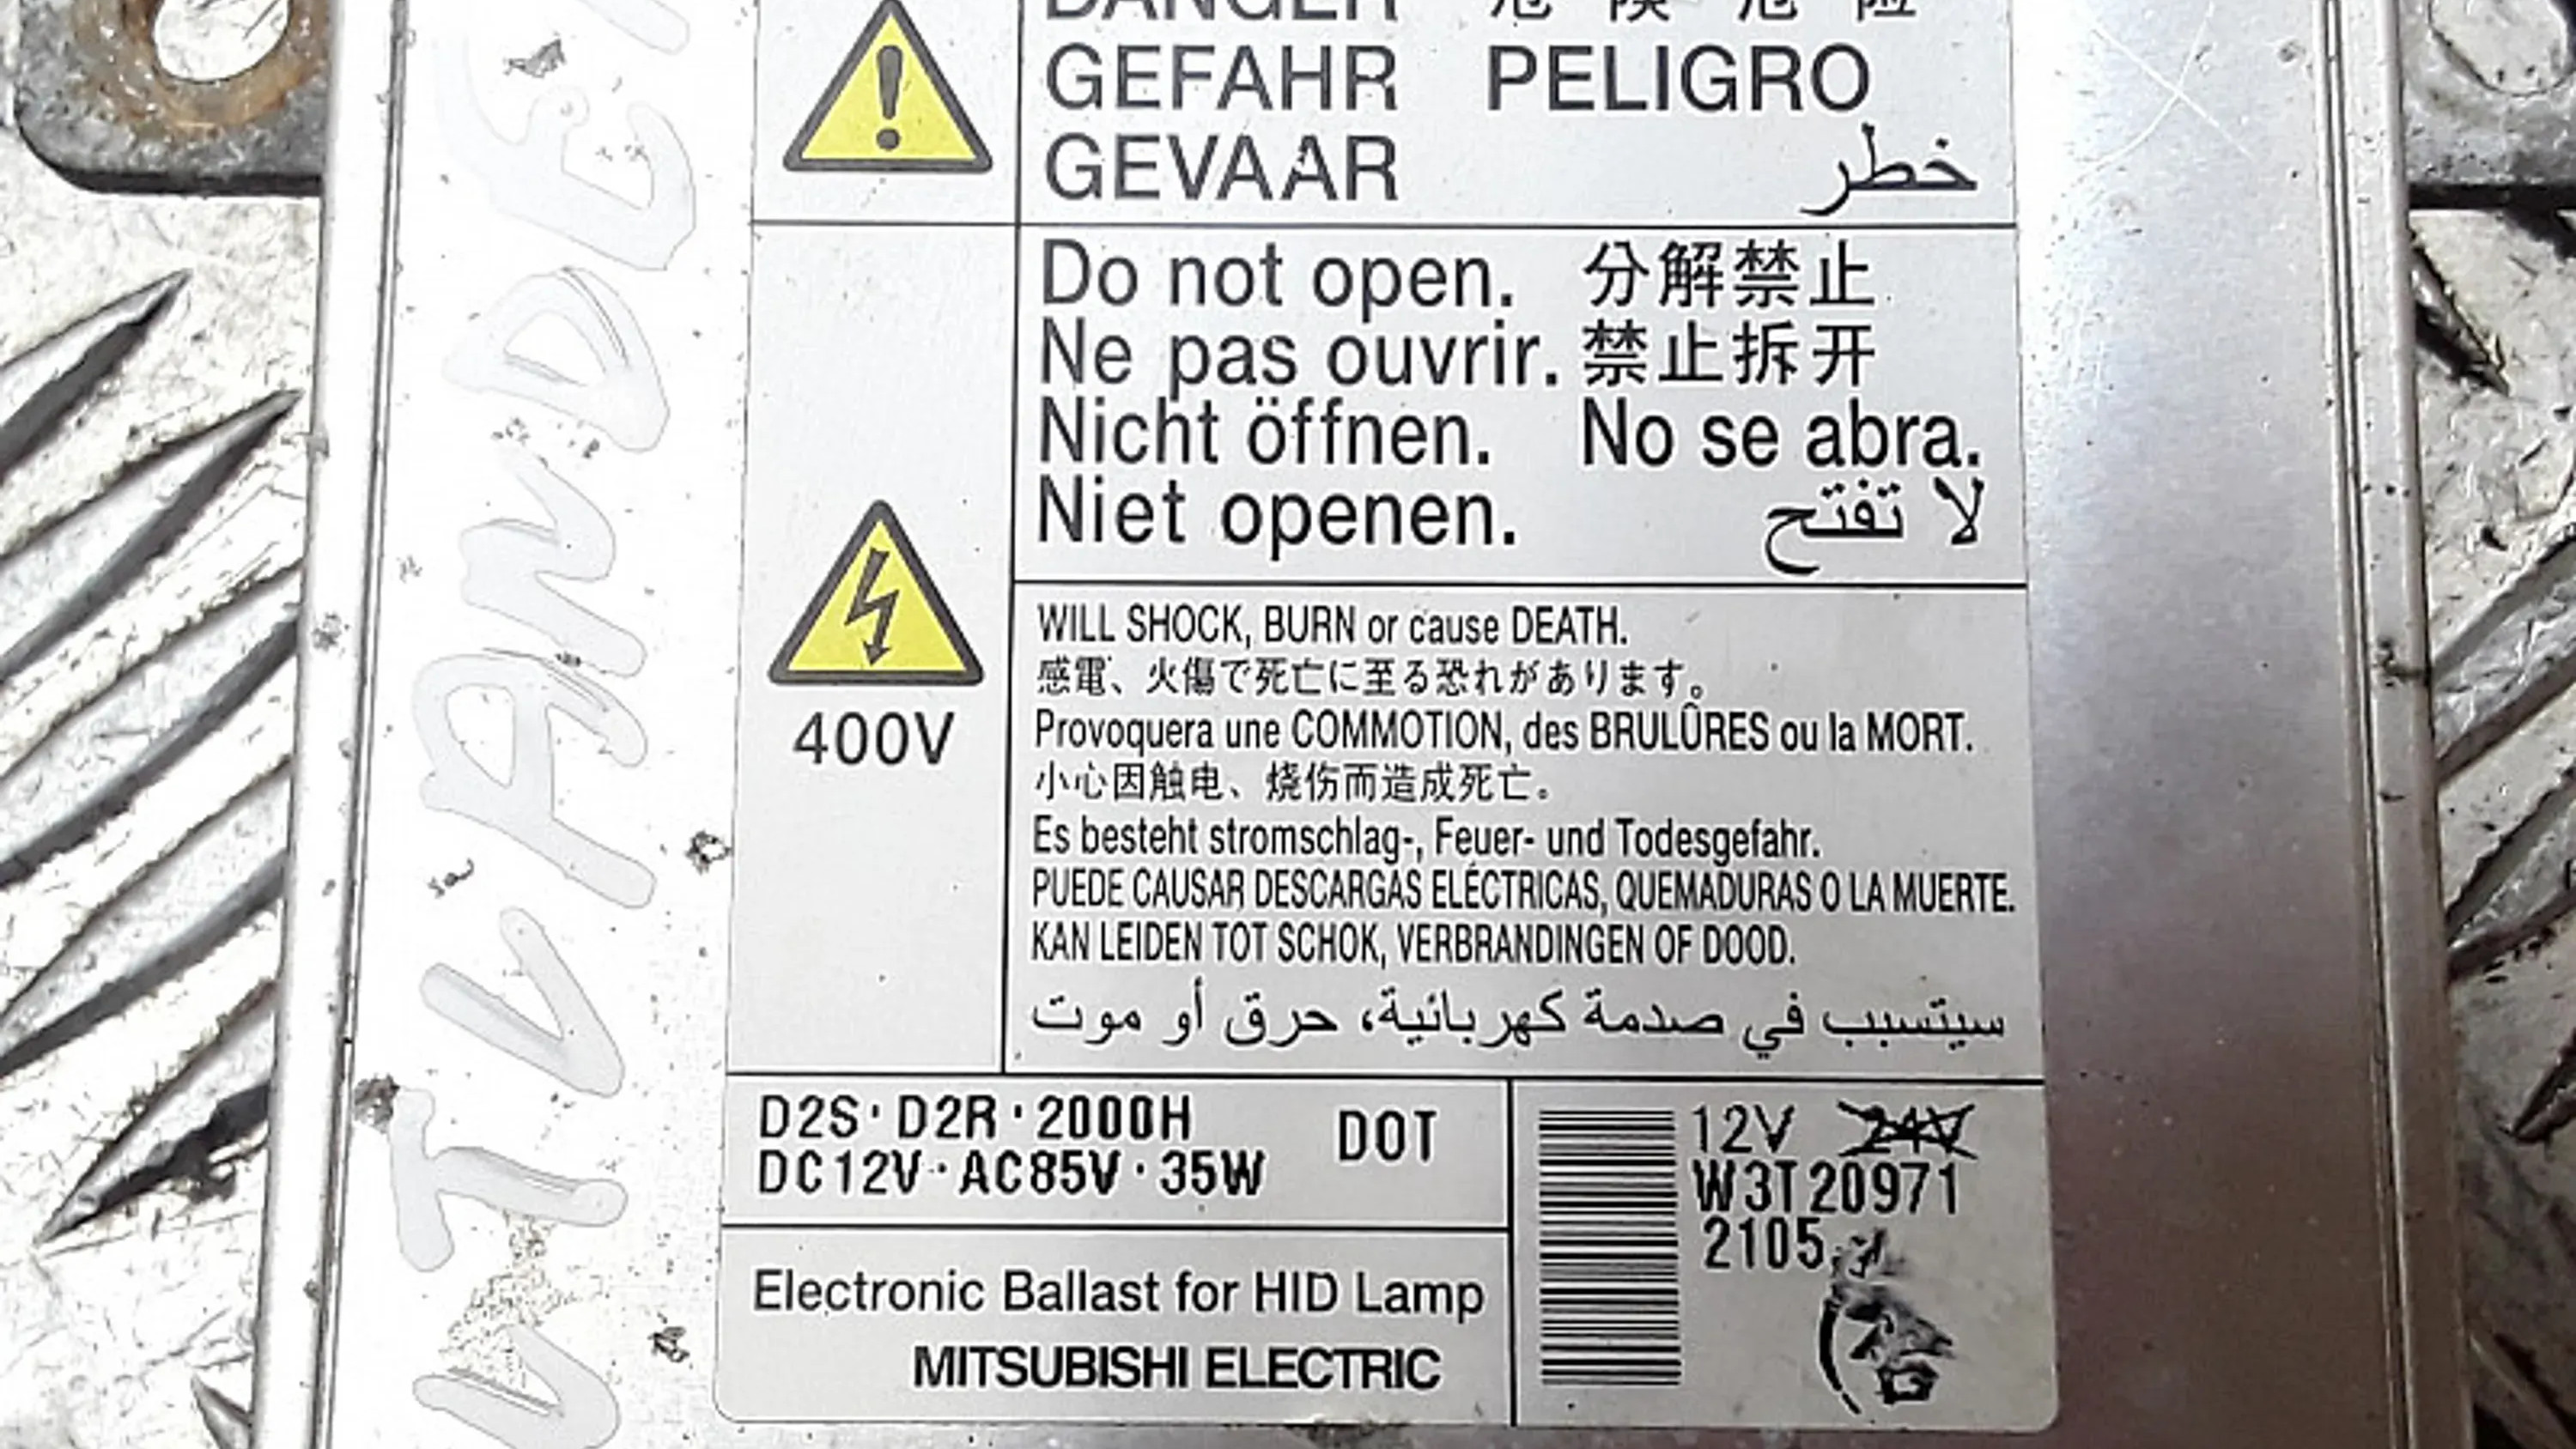 DANGER 危険 危险
GEFAHR PELIGRO
GEVAAR خطر
Do not open. 分解禁止
Ne pas ouvrir. 禁止拆开
Nicht öffnen. No se abra.
Niet openen. لا تفتح
400V
WILL SHOCK, BURN or cause DEATH.
感電、火傷で死亡に至る恐れがあります。
Provoquera une COMMOTION, des BRULÛRES ou la MORT.
小心因触电、烧伤而造成死亡。
Es besteht stromschlag-, Feuer- und Todesgefahr.
PUEDE CAUSAR DESCARGAS ELÉCTRICAS, QUEMADURAS O LA MUERTE.
KAN LEIDEN TOT SCHOK, VERBRANDINGEN OF DOOD.
سيتسبب في صدمة كهربائية، حرق أو موت
D2S·D2R·2000H DOT
DC12V·AC85V·35W
12V 24V
W3T20971
2105
Electronic Ballast for HID Lamp
MITSUBISHI ELECTRIC